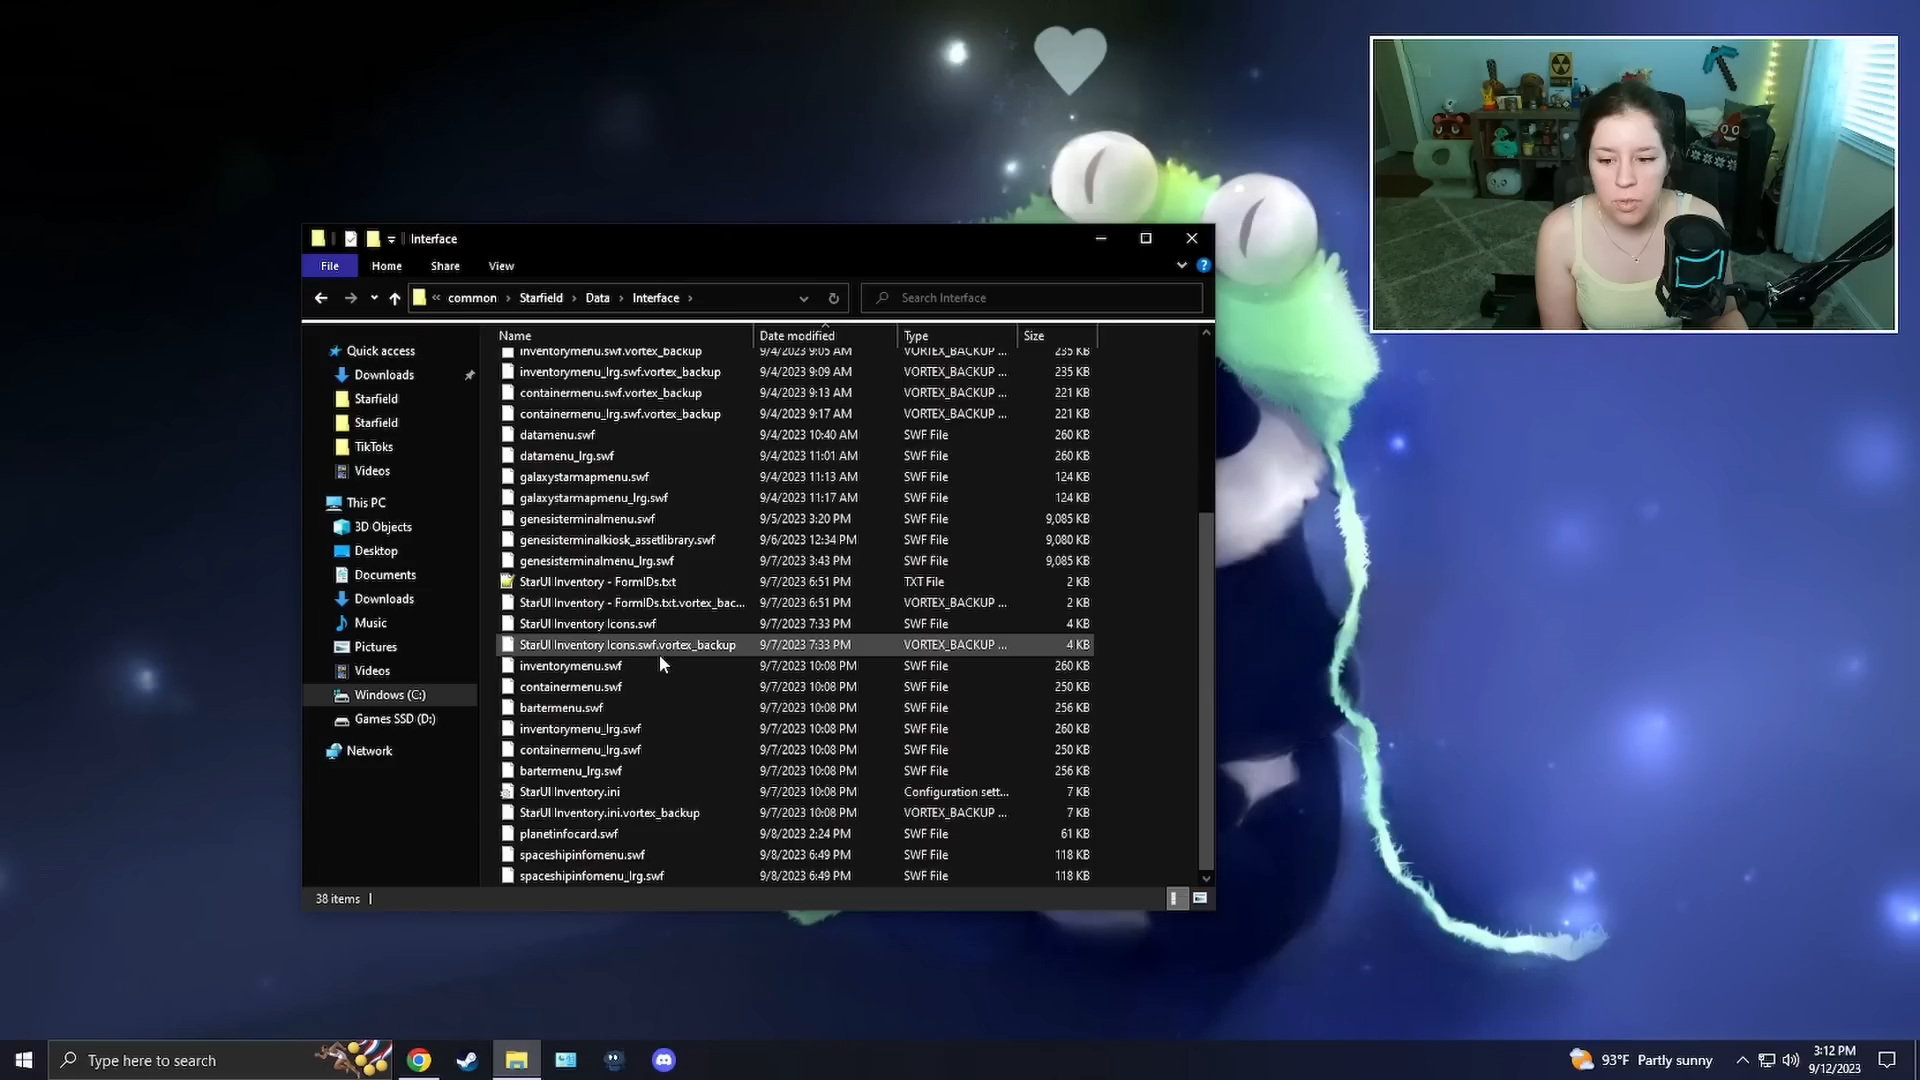 Interface
File Home Share View
common Starfield Data Interface
Search Interface
Name Date modified Type Size
Quick access
Downloads
Starfield
Starfield
TikToks
Videos
This PC
3D Objects
Desktop
Documents
Downloads
Music
Pictures
Videos
Windows (C:)
Games SSD (D:)
Network
inventorymenu.swf.vortex_backup 9/4/2023 9:05 AM VORTEX_BACKUP ... 235 KB
inventorymenu_lrg.swf.vortex_backup 9/4/2023 9:09 AM VORTEX_BACKUP ... 235 KB
containermenu.swf.vortex_backup 9/4/2023 9:13 AM VORTEX_BACKUP ... 221 KB
containermenu_lrg.swf.vortex_backup 9/4/2023 9:17 AM VORTEX_BACKUP ... 221 KB
datamenu.swf 9/4/2023 10:40 AM SWF File 260 KB
datamenu_lrg.swf 9/4/2023 11:01 AM SWF File 260 KB
galaxystarmapmenu.swf 9/4/2023 11:13 AM SWF File 124 KB
galaxystarmapmenu_lrg.swf 9/4/2023 11:17 AM SWF File 124 KB
genesisterminalmenu.swf 9/5/2023 3:20 PM SWF File 9,085 KB
genesisterminalkiosk_assetlibrary.swf 9/6/2023 12:34 PM SWF File 9,080 KB
genesisterminalmenu_lrg.swf 9/7/2023 3:43 PM SWF File 9,085 KB
StarUI Inventory - FormIDs.txt 9/7/2023 6:51 PM TXT File 2 KB
StarUI Inventory - FormIDs.txt.vortex_bac... 9/7/2023 6:51 PM VORTEX_BACKUP ... 2 KB
StarUI Inventory Icons.swf 9/7/2023 7:33 PM SWF File 4 KB
StarUI Inventory Icons.swf.vortex_backup 9/7/2023 7:33 PM VORTEX_BACKUP ... 4 KB
inventorymenu.swf 9/7/2023 10:08 PM SWF File 260 KB
containermenu.swf 9/7/2023 10:08 PM SWF File 250 KB
bartermenu.swf 9/7/2023 10:08 PM SWF File 256 KB
inventorymenu_lrg.swf 9/7/2023 10:08 PM SWF File 260 KB
containermenu_lrg.swf 9/7/2023 10:08 PM SWF File 250 KB
bartermenu_lrg.swf 9/7/2023 10:08 PM SWF File 256 KB
StarUI Inventory.ini 9/7/2023 10:08 PM Configuration sett... 7 KB
StarUI Inventory.ini.vortex_backup 9/7/2023 10:08 PM VORTEX_BACKUP ... 7 KB
planetinfocard.swf 9/8/2023 2:24 PM SWF File 61 KB
spaceshipinfomenu.swf 9/8/2023 6:49 PM SWF File 118 KB
spaceshipinfomenu_lrg.swf 9/8/2023 6:49 PM SWF File 118 KB
38 items
Type here to search
93°F Partly sunny
3:12 PM
9/12/2023